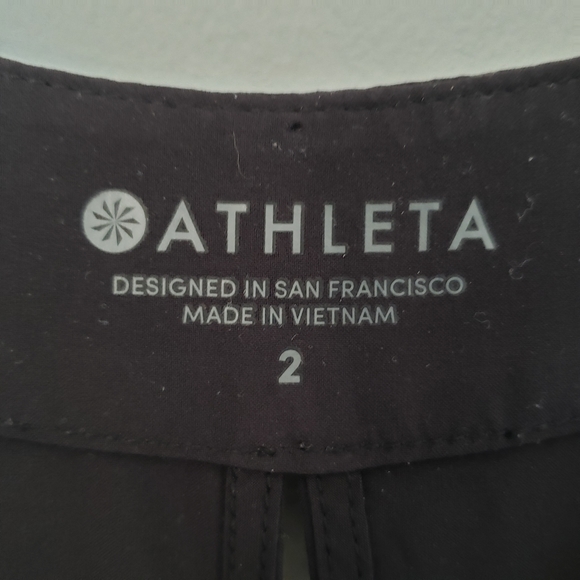 ATHLETA
DESIGNED IN SAN FRANCISCO
MADE IN VIETNAM
2